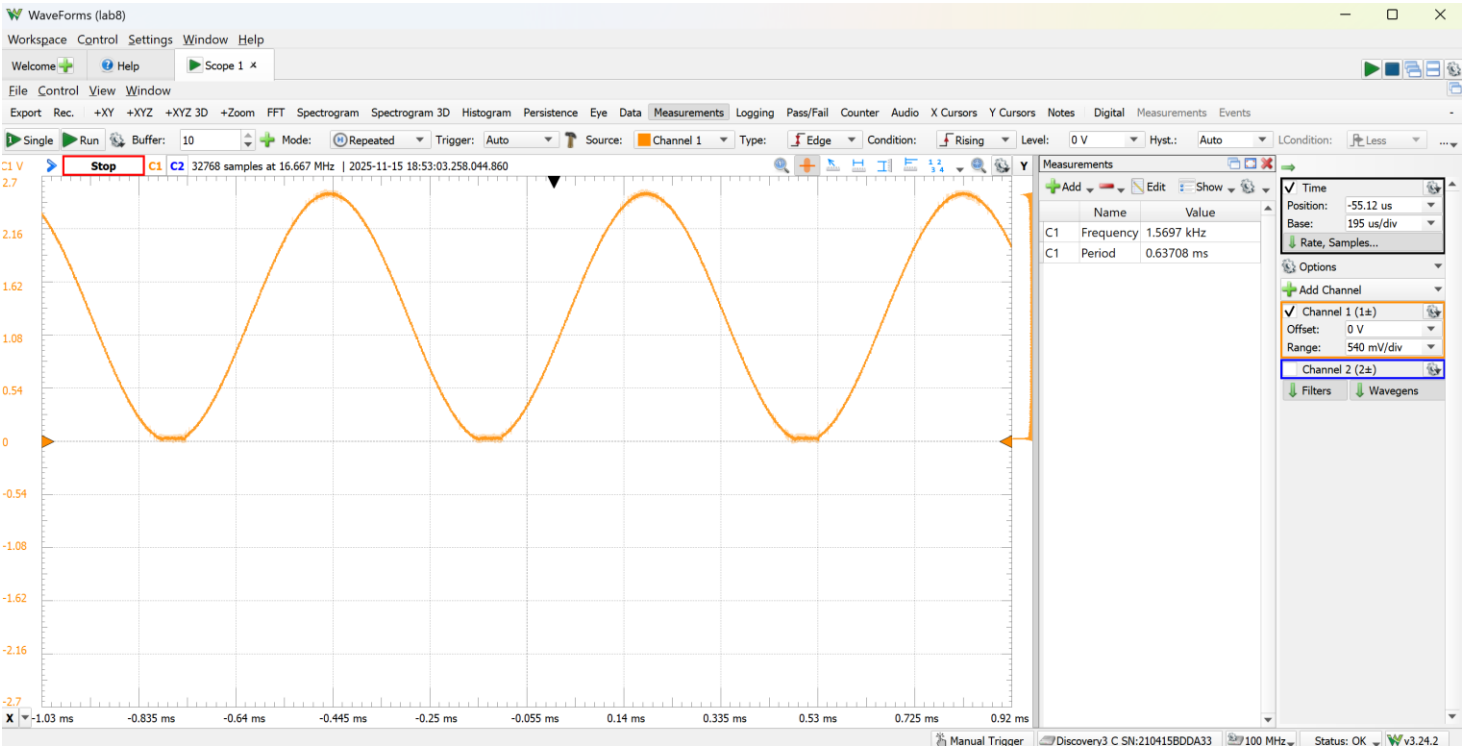 WaveForms (lab8)
Workspace Control Settings Window Help
Welcome Help Scope 1
File Control View Window
Export Rec. +XY +XYZ +XYZ 3D +Zoom FFT Spectrogram Spectrogram 3D Histogram Persistence Eye Data Measurements Logging Pass/Fail Counter Audio X Cursors Y Cursors Notes Digital Measurements Events
Single Run Buffer: 10 Mode: Repeated Trigger: Auto Source: Channel 1 Type: Edge Condition: Rising Level: 0 V Hyst.: Auto LCondition: Less ...
C1 V Stop C1 C2 32768 samples at 16.667 MHz | 2025-11-15 18:53:03.258.044.860 Y
Measurements
Add Edit Show
Name Value
C1 Frequency 1.5697 kHz
C1 Period 0.63708 ms
Time
Position: -55.12 us
Base: 195 us/div
Rate, Samples...
Options
Add Channel
Channel 1 (1±)
Offset: 0 V
Range: 540 mV/div
Channel 2 (2±)
Filters Wavegens
2.7
2.16
1.62
1.08
0.54
0
-0.54
-1.08
-1.62
-2.16
-2.7
X -1.03 ms -0.835 ms -0.64 ms -0.445 ms -0.25 ms -0.055 ms 0.14 ms 0.335 ms 0.53 ms 0.725 ms 0.92 ms
Manual Trigger Discovery3 C SN:210415BDDA33 100 MHz Status: OK v3.24.2